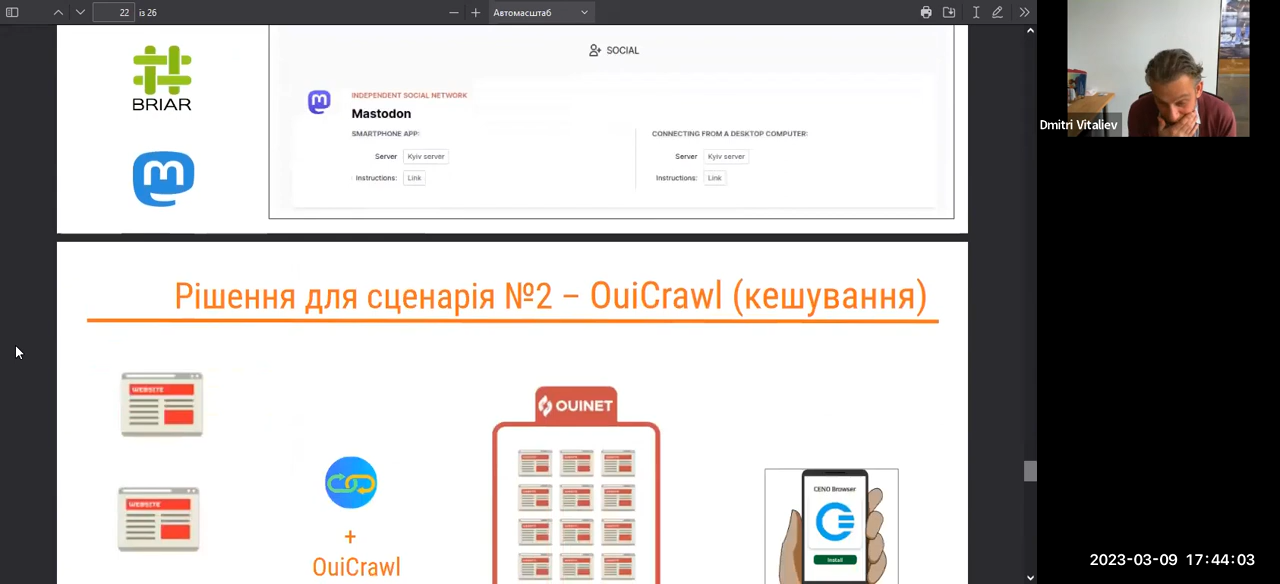 22 із 26
Автомасштаб
SOCIAL
BRIAR
INDEPENDENT SOCIAL NETWORK
Mastodon
SMARTPHONE APP:
CONNECTING FROM A DESKTOP COMPUTER:
Server Kyiv server
Server Kyiv server
Instructions: Link
Instructions: Link
Dmitri Vitaliev
Рішення для сценарія №2 – OuiCrawl (кешування)
WEBSITE
OUINET
WEBSITE
CENO Browser
Install
+
OuiCrawl
2023-03-09 17:44:03